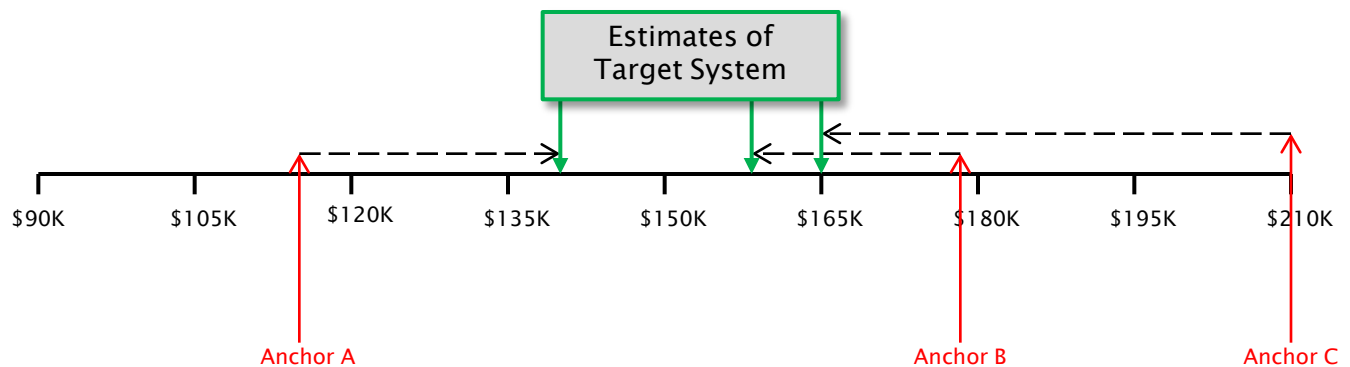 Estimates of
Target System
$90K
$105K
$120K
$135K
$150K
$165K
$180K
$195K
$210K
Anchor A
Anchor B
Anchor C